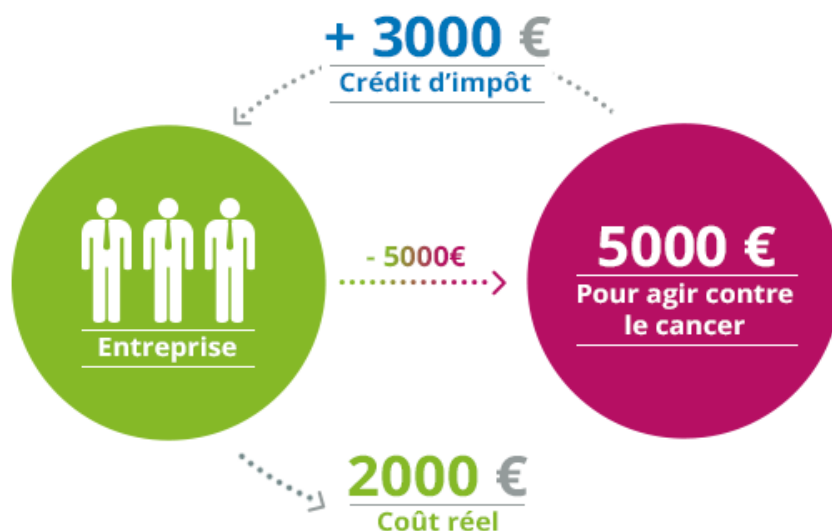 + 3000 €
Crédit d'impôt
Entreprise
- 5000€
5000 €
Pour agir contre
le cancer
2000 €
Coût réel